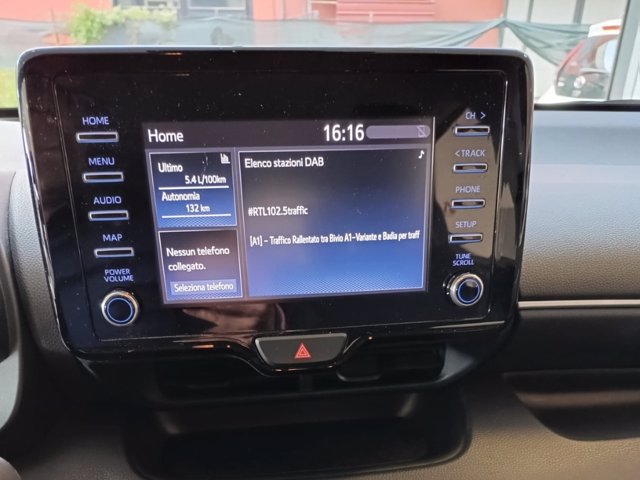 HOME
MENU
AUDIO
MAP
POWER
VOLUME
Home
16:16
Ultimo
5.4 L/100km
Autonomia
132 km
Nessun telefono
collegato.
Seleziona telefono
Elenco stazioni DAB
#RTL102.5traffic
[A1] - Traffico Rallentato tra Bivio A1-Variante e Badia per traff
CH >
< TRACK
PHONE
SETUP
TUNE
SCROLL